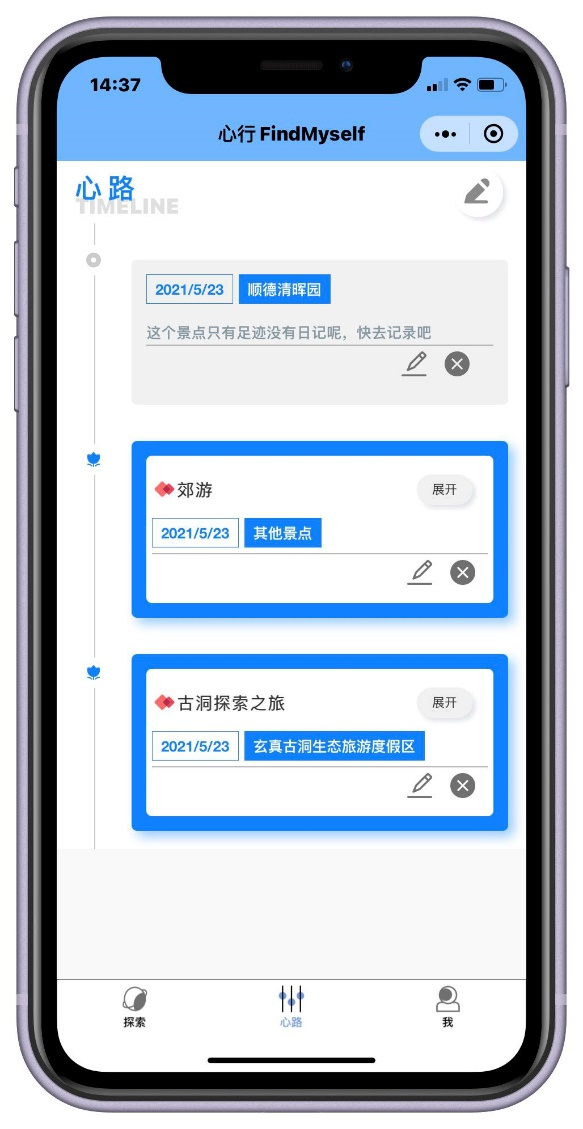 14:37
心行 FindMyself
心路
TIMELINE
2021/5/23 顺德清晖园
这个景点只有足迹没有日记呢，快去记录吧
郊游 展开
2021/5/23 其他景点
古洞探索之旅 展开
2021/5/23 玄真古洞生态旅游度假区
探索 心路 我